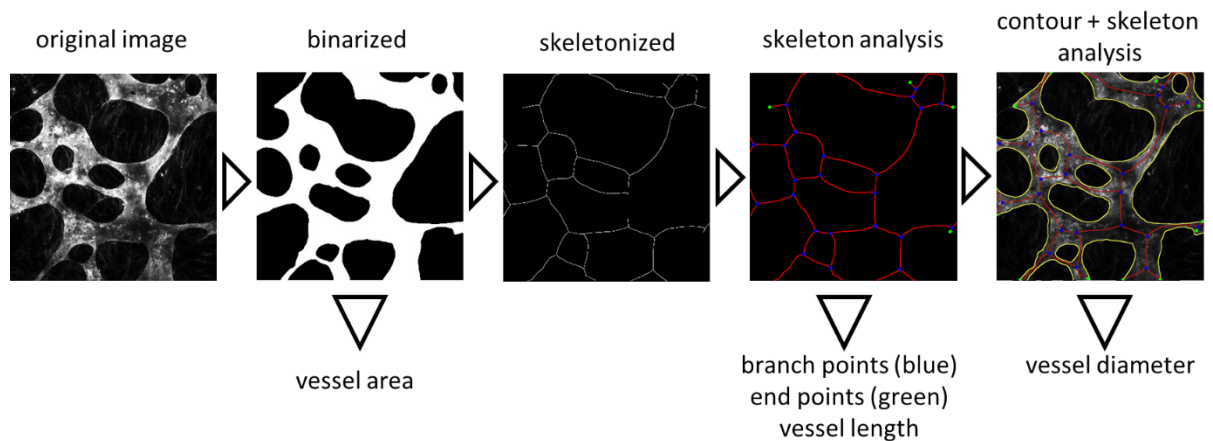 original image
binarized
skeletonized
skeleton analysis
contour + skeleton
analysis
vessel area
branch points (blue)
end points (green)
vessel length
vessel diameter